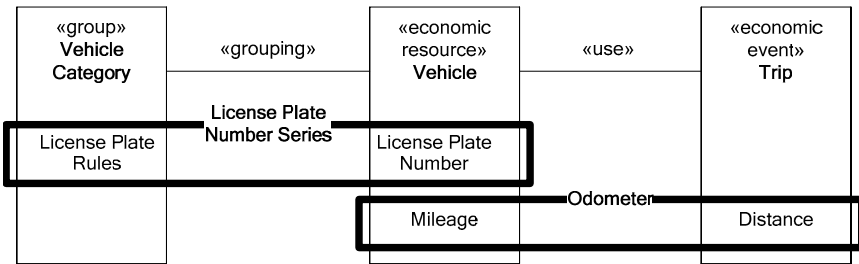 «group»
Vehicle
Category
«grouping»
«economic
resource»
Vehicle
«use»
«economic
event»
Trip
License Plate
Number Series
License Plate
Rules
License Plate
Number
Odometer
Mileage
Distance